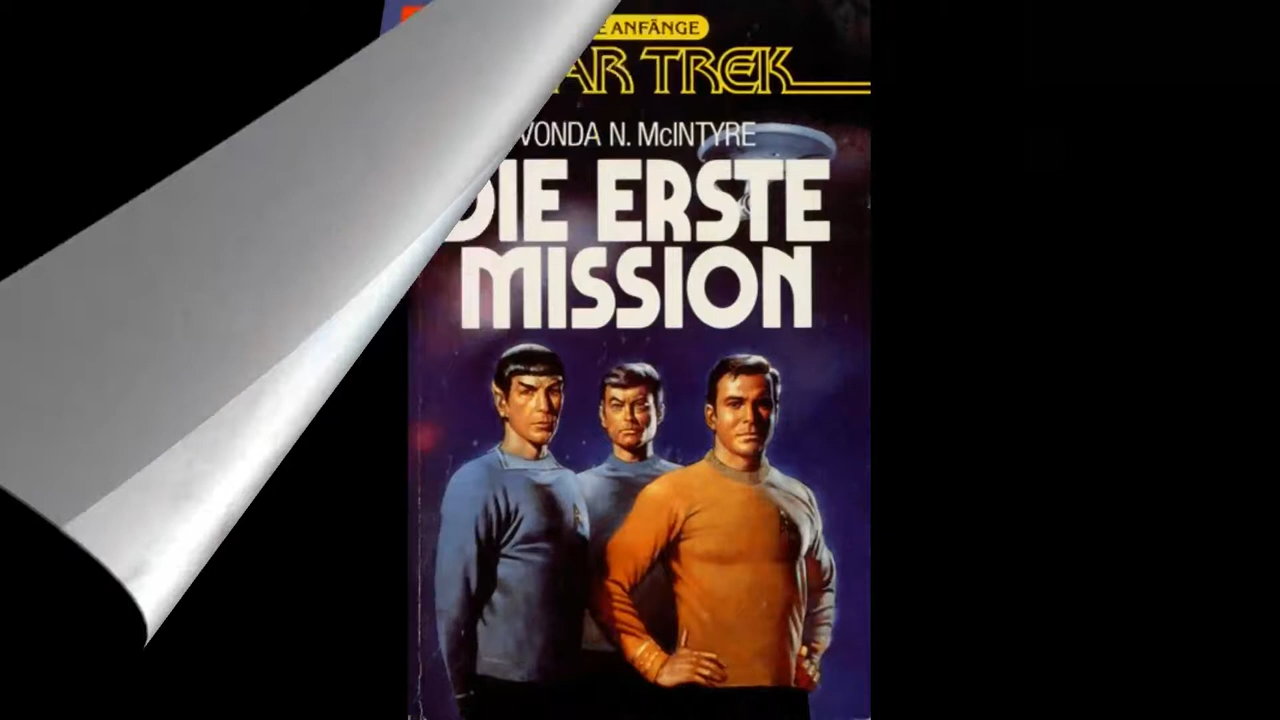 E ANFÄNGE
AR TREK
VONDA N. McINTYRE
DIE ERSTE
MISSION